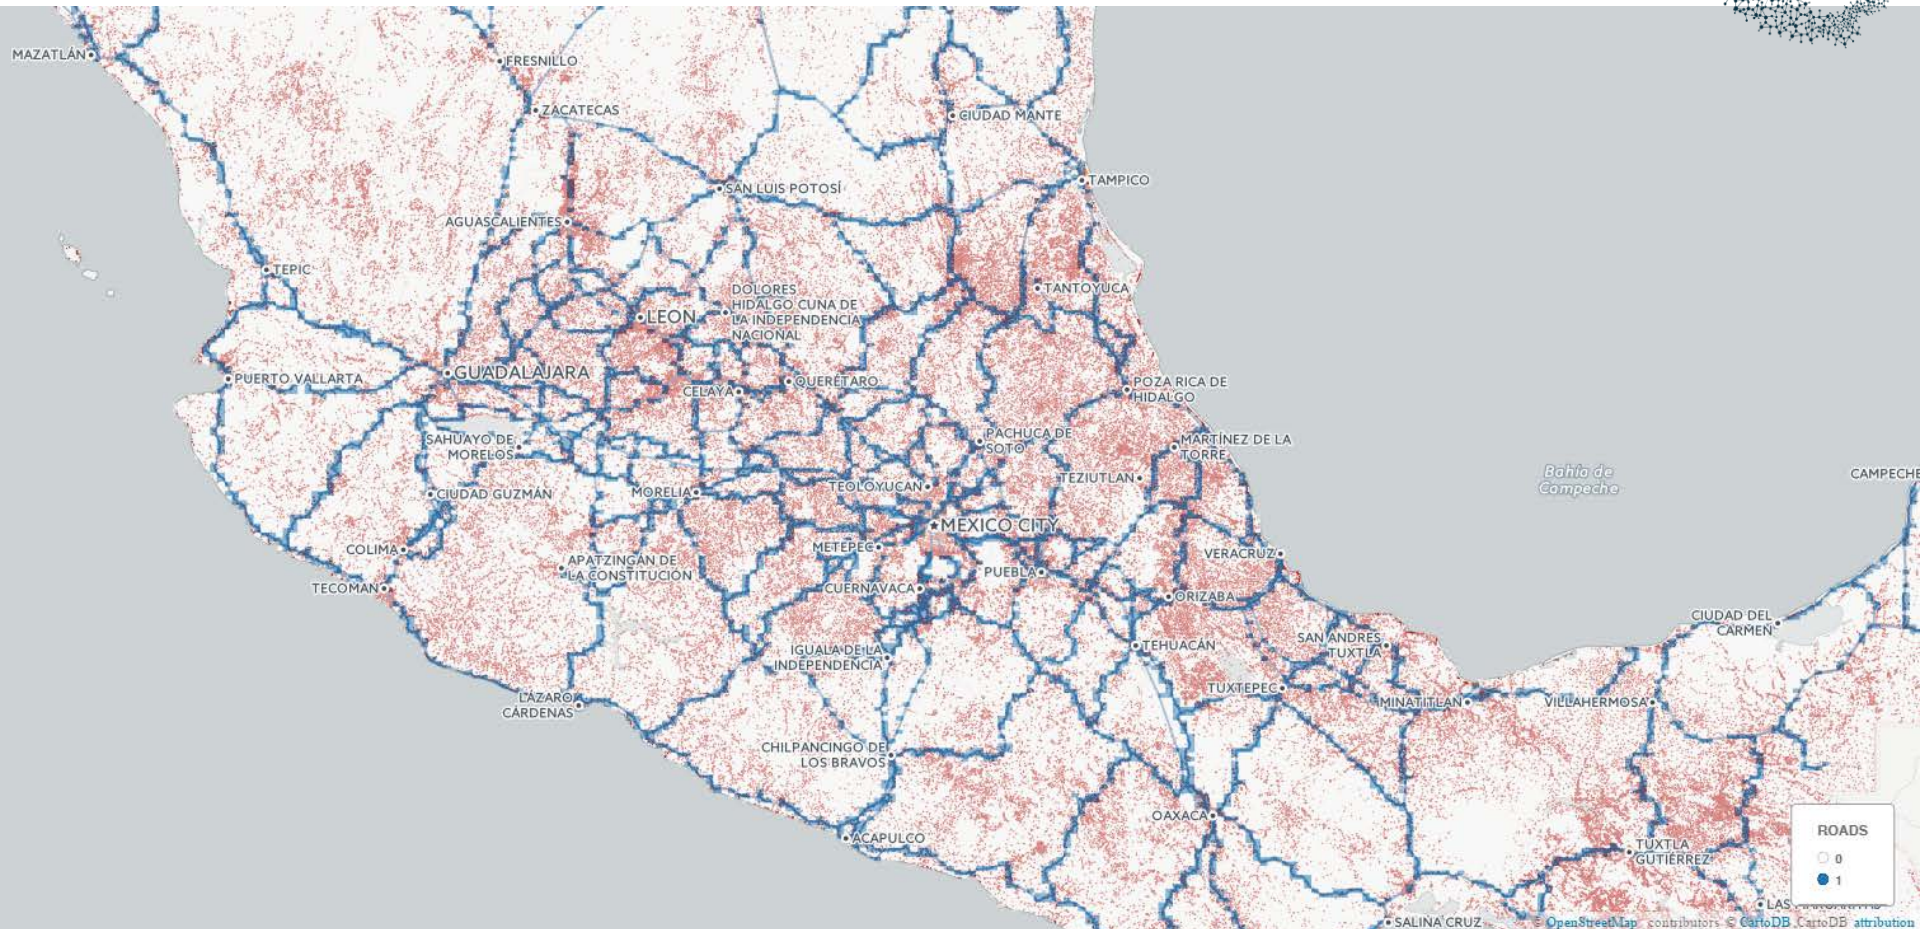 MAZATLÁN
FRESNILLO
ZACATECAS
CIUDAD MANTE
SAN LUIS POTOSÍ
TAMPICO
AGUASCALIENTES
TEPIC
TANTOYUCA
DOLORES
HIDALGO CUNA DE
LA INDEPENDENCIA
NACIONAL
LEON
PUERTO VALLARTA
GUADALAJARA
CELAYA
QUERÉTARO
POZA RICA DE
HIDALGO
SAHUAYO DE
MORELOS
PACHUCA DE
SOTO
MARTÍNEZ DE LA
TORRE
Bahía de
Campeche
CAMPECHE
CIUDAD GUZMÁN
MORELIA
TEOLOYUCAN
TEZIUTLAN
MEXICO CITY
COLIMA
METEPEC
VERACRUZ
APATZINGÁN DE
LA CONSTITUCIÓN
PUEBLA
TECOMAN
CUERNAVACA
ORIZABA
CIUDAD DEL
CARMEN
IGUALA DE LA
INDEPENDENCIA
TEHUACÁN
SAN ANDRES
TUXTLA
LÁZARO
CÁRDENAS
TUXTEPEC
MINATITLAN
VILLAHERMOSA
CHILPANCINGO DE
LOS BRAVOS
ACAPULCO
OAXACA
TUXTLA
GUTIÉRREZ
ROADS
0
1
SALINA CRUZ
© OpenStreetMap contributors © CartoDB, CartoDB attribution